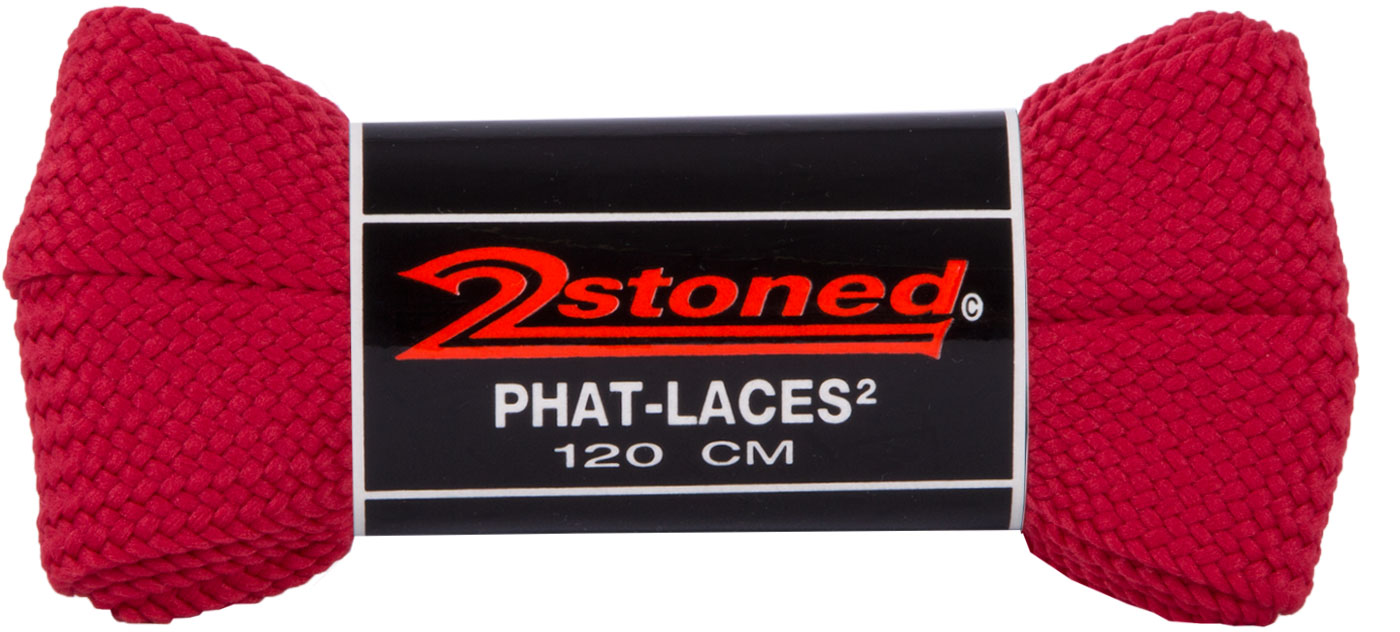 2stoned©
PHAT-LACES²
120 CM